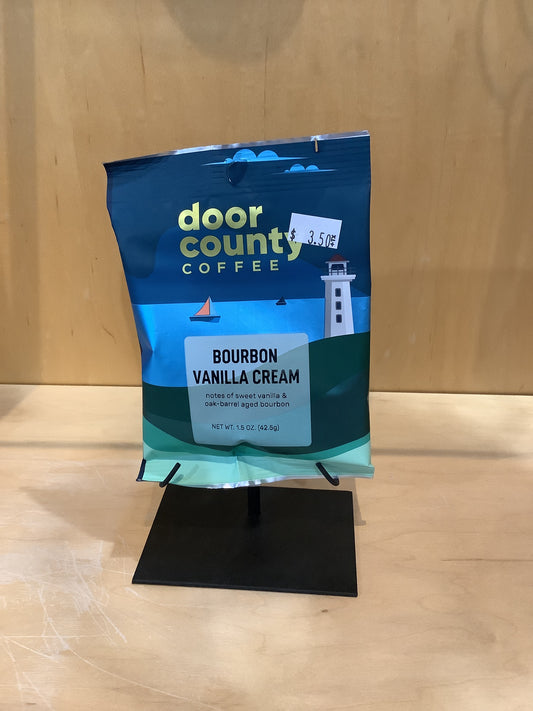 door
county
COFFEE
$ 3.50
BOURBON
VANILLA CREAM
notes of sweet vanilla &
oak-barrel aged bourbon
NET WT. 1.5 OZ. (42.5g)